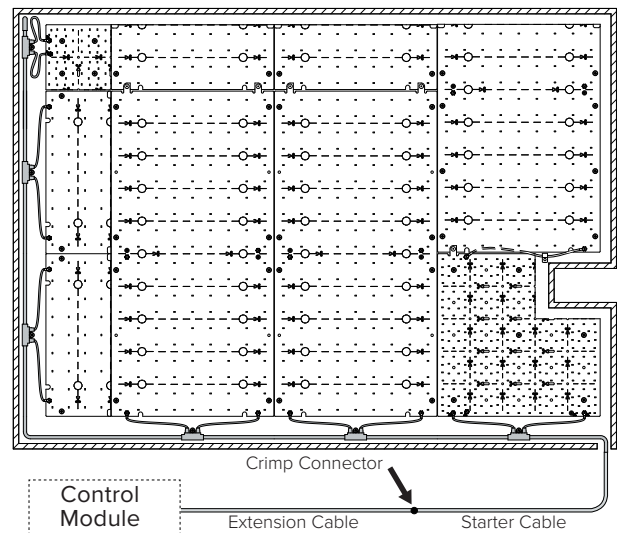 Crimp Connector
Control
Module
Extension Cable
Starter Cable